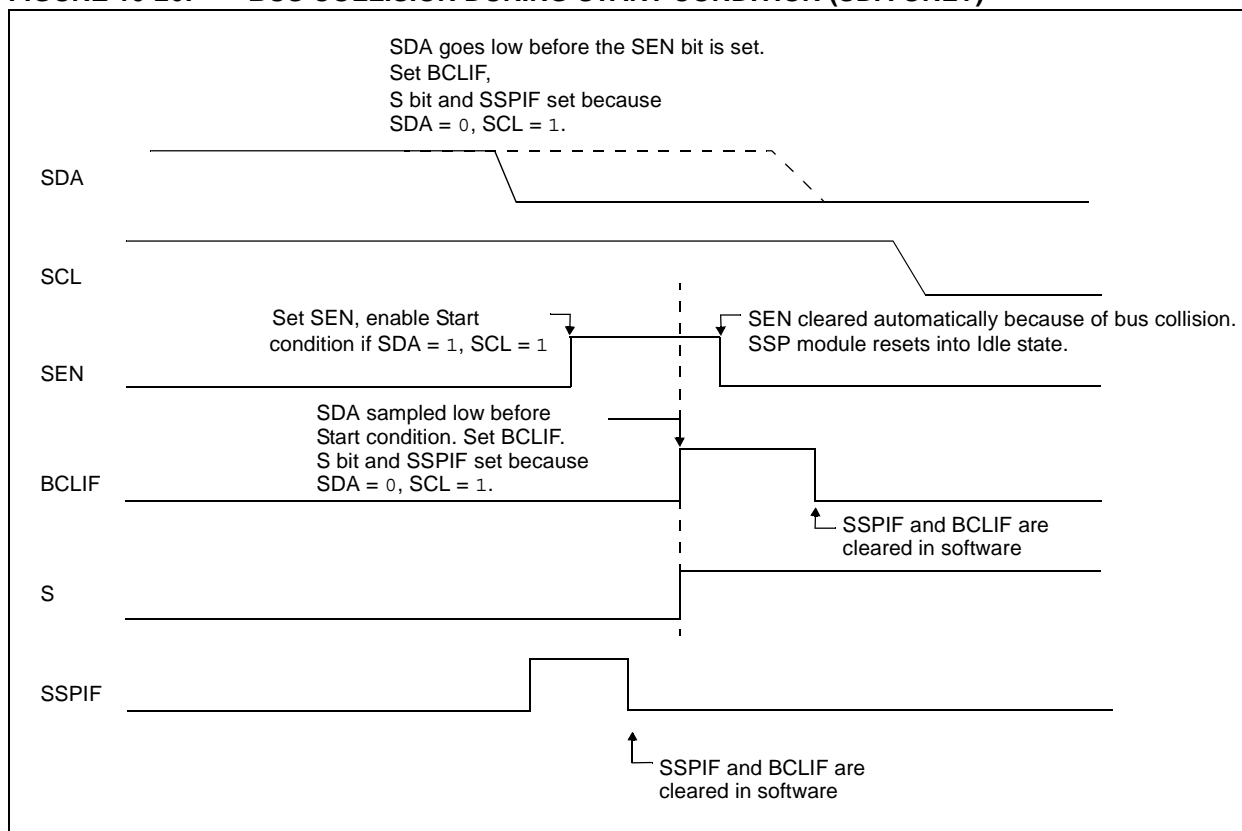 SDA goes low before the SEN bit is set.
Set BCLIF,
S bit and SSPIF set because
SDA = 0, SCL = 1.
SDA
SCL
Set SEN, enable Start
condition if SDA = 1, SCL = 1
SEN cleared automatically because of bus collision.
SSP module resets into Idle state.
SEN
SDA sampled low before
Start condition. Set BCLIF.
S bit and SSPIF set because
SDA = 0, SCL = 1.
BCLIF
SSPIF and BCLIF are
cleared in software
S
SSPIF
SSPIF and BCLIF are
cleared in software